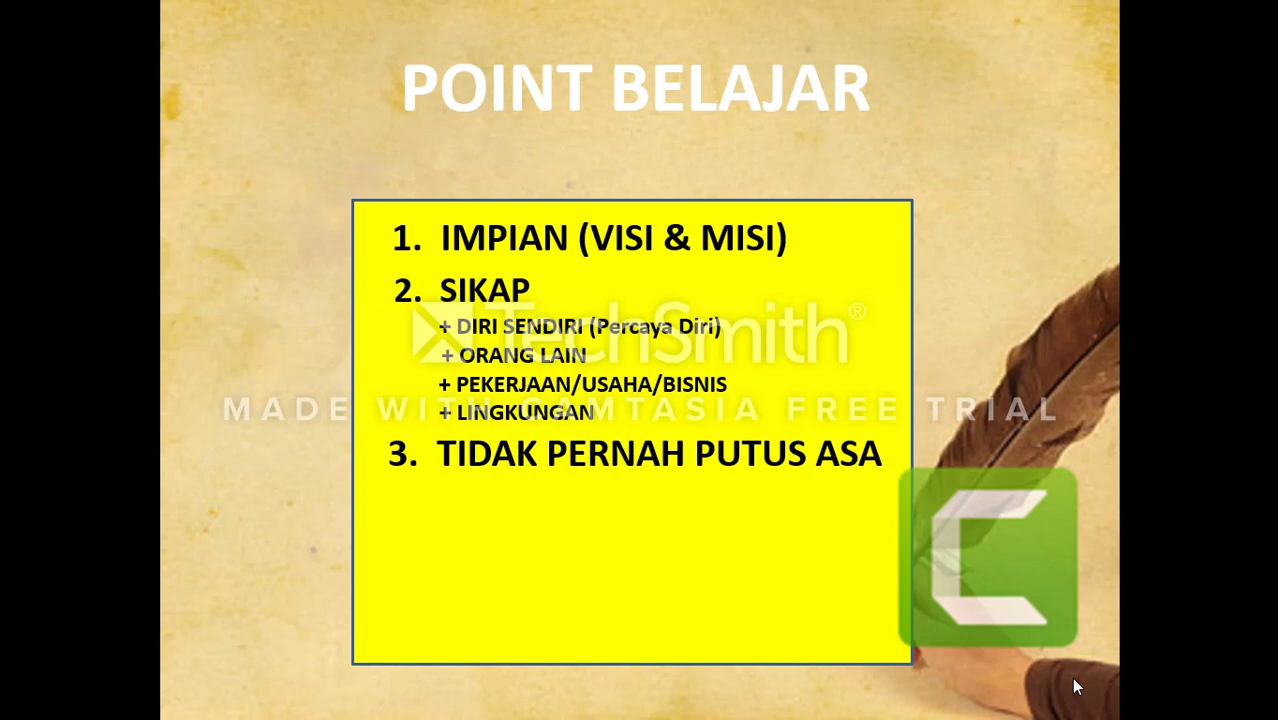 POINT BELAJAR
1. IMPIAN (VISI & MISI)
2. SIKAP
+ DIRI SENDIRI (Percaya Diri)
+ ORANG LAIN
+ PEKERJAAN/USAHA/BISNIS
+ LINGKUNGAN
3. TIDAK PERNAH PUTUS ASA
TechSmith®
MADE WITH CAMTASIA FREE TRIAL